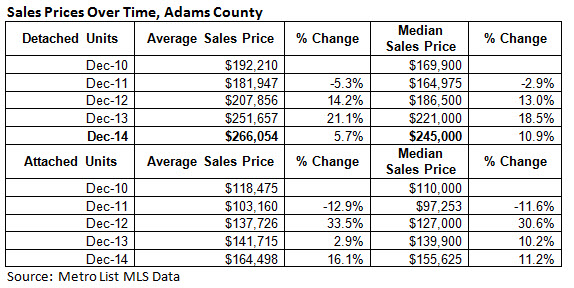 Sales Prices Over Time, Adams County
Detached Units Average Sales Price % Change Median Sales Price % Change
Dec-10 $192,210 $169,900
Dec-11 $181,947 -5.3% $164,975 -2.9%
Dec-12 $207,856 14.2% $186,500 13.0%
Dec-13 $251,657 21.1% $221,000 18.5%
Dec-14 $266,054 5.7% $245,000 10.9%
Attached Units Average Sales Price % Change Median Sales Price % Change
Dec-10 $118,475 $110,000
Dec-11 $103,160 -12.9% $97,253 -11.6%
Dec-12 $137,726 33.5% $127,000 30.6%
Dec-13 $141,715 2.9% $139,900 10.2%
Dec-14 $164,498 16.1% $155,625 11.2%
Source: Metro List MLS Data